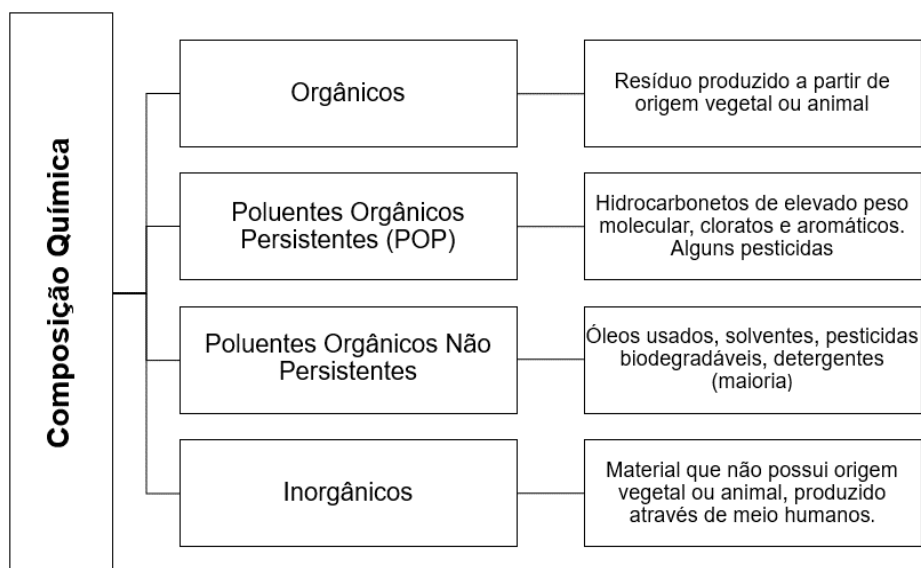 Composição Química
Orgânicos
Resíduo produzido a partir de
origem vegetal ou animal
Poluentes Orgânicos
Persistentes (POP)
Hidrocarbonetos de elevado peso
molecular, cloratos e aromáticos.
Alguns pesticidas
Poluentes Orgânicos Não
Persistentes
Óleos usados, solventes, pesticidas
biodegradáveis, detergentes
(maioria)
Inorgânicos
Material que não possui origem
vegetal ou animal, produzido
através de meio humanos.